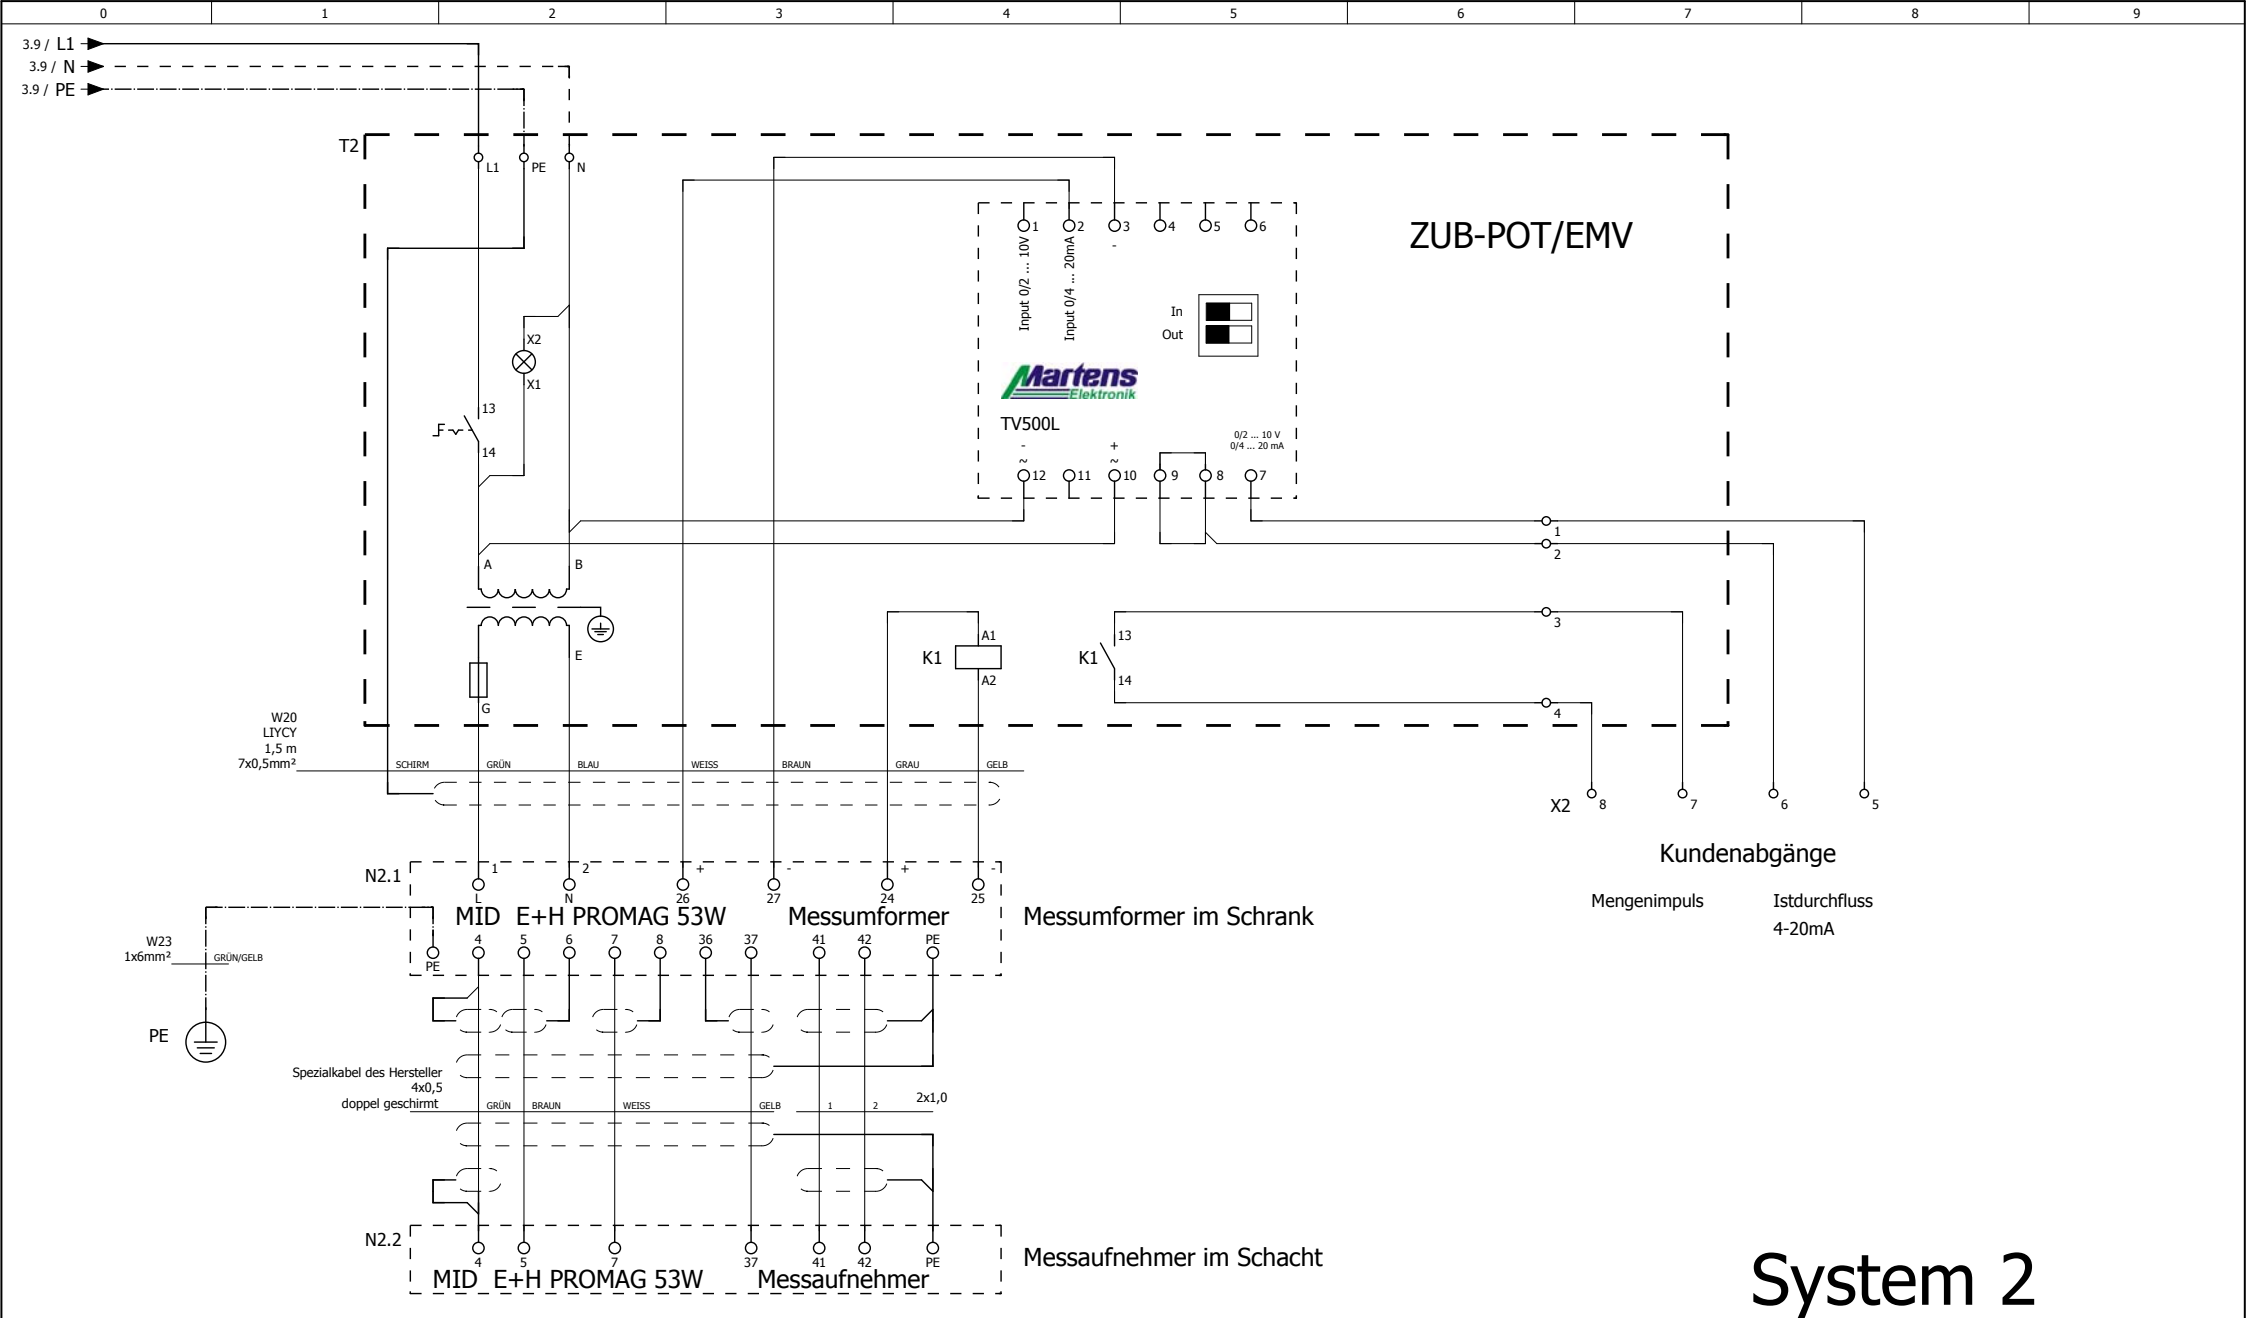 0 1 2 3 4 5 6 7 8 9
3.9 / L1
3.9 / N
3.9 / PE
T2
L1 PE N
ZUB-POT/EMV
1 2 3 4 5 6
-
Input 0/2 ... 10V
Input 0/4 ... 20mA
In
Out
X2
X1
13
14
Martens
Elektronik
TV500L
0/2 ... 10 V
0/4 ... 20 mA
- +
~ ~
12 11 10 9 8 7
1
2
A B
E
G
K1
A1
A2
K1
13
14
3
4
W20
LIYCY
1,5 m
7x0,5mm²
SCHIRM GRÜN BLAU WEISS BRAUN GRAU GELB
X2 8 7 6 5
Kundenabgänge
Mengenimpuls Istdurchfluss
4-20mA
N2.1
1 2 + - + -
L N 26 27 24 25
MID E+H PROMAG 53W Messumformer
Messumformer im Schrank
4 5 6 7 8 36 37 41 42 PE
PE
W23
1x6mm²
GRÜN/GELB
PE
Spezialkabel des Hersteller
4x0,5
doppel geschirmt
GRÜN BRAUN WEISS GELB 1 2
2x1,0
N2.2
4 5 7 37 41 42 PE
MID E+H PROMAG 53W Messaufnehmer
Messaufnehmer im Schacht
System 2